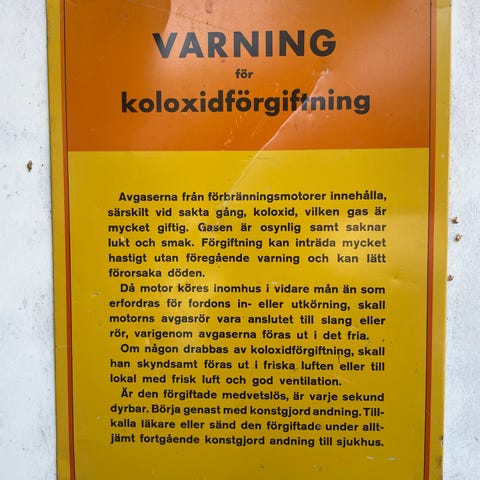 VARNING
för
koloxidförgiftning
Avgaserna från förbränningsmotorer innehålla,
särskilt vid sakta gång, koloxid, vilken gas är
mycket giftig. Gasen är osynlig samt saknar
lukt och smak. Förgiftning kan inträda mycket
hastigt utan föregående varning och kan lätt
förorsaka döden.
Då motor köres inomhus i vidare mån än som
erfordras för fordons in- eller utkörning, skall
motorns avgasrör vara anslutet till slang eller
rör, varigenom avgaserna föras ut i det fria.
Om någon drabbas av koloxidförgiftning, skall
han skyndsamt föras ut i friska luften eller till
lokal med frisk luft och god ventilation.
Är den förgiftade medvetslös, är varje sekund
dyrbar. Börja genast med konstgjord andning. Till-
kalla läkare eller sänd den förgiftade under allt-
jämt fortgående konstgjord andning till sjukhus.